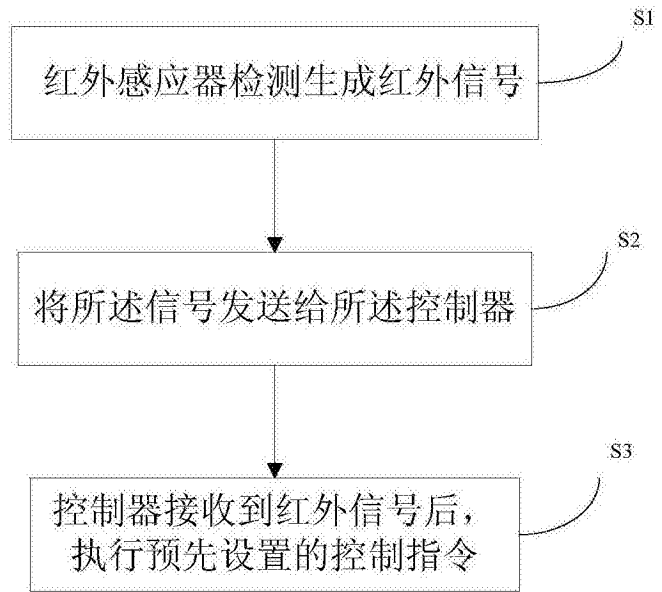 S1
红外感应器检测生成红外信号
S2
将所述信号发送给所述控制器
S3
控制器接收到红外信号后，
执行预先设置的控制指令